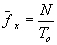 f̄ₓ = N / Tₒ